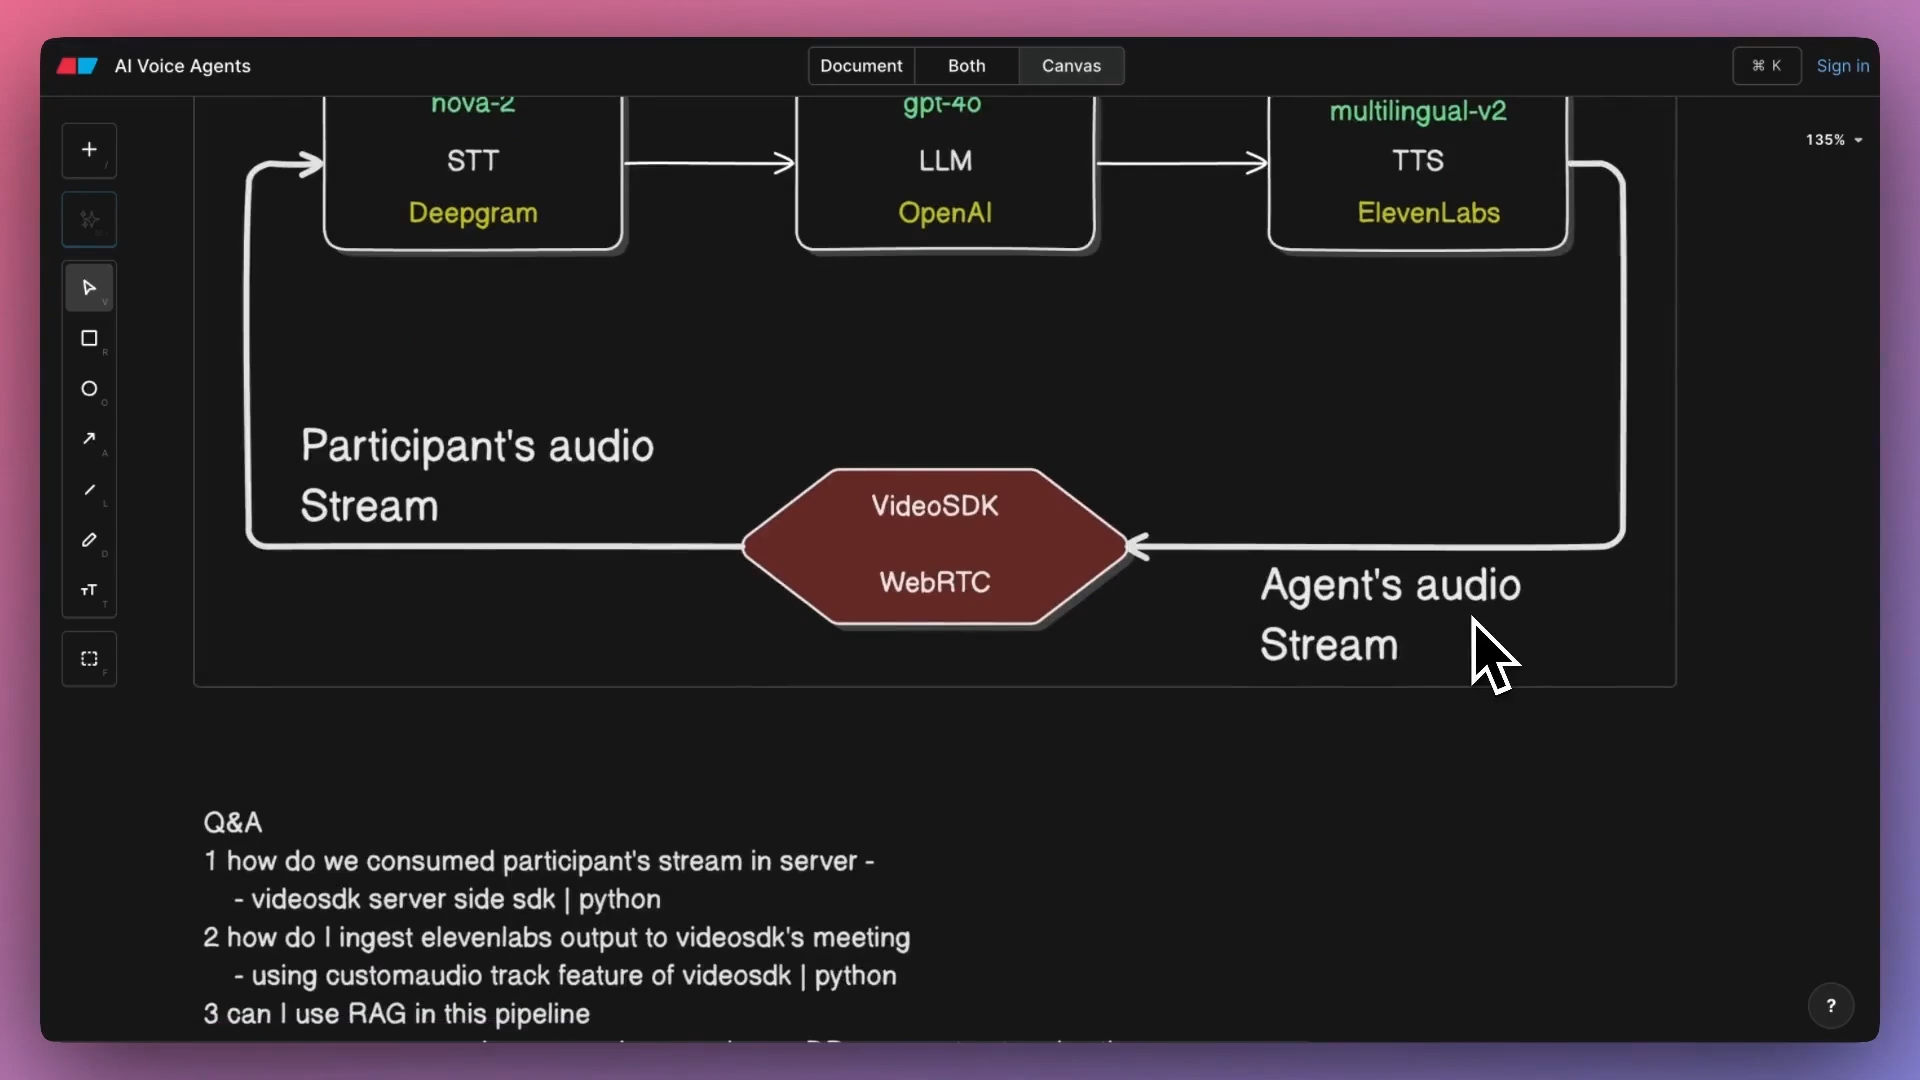 AI Voice Agents
Document
Both
Canvas
⌘ K
Sign in
135%
nova-2
STT
Deepgram
gpt-4o
LLM
OpenAI
multilingual-v2
TTS
ElevenLabs
V
R
O
A
L
D
T
F
Participant's audio
Stream
VideoSDK
WebRTC
Agent's audio
Stream
Q&A
1 how do we consumed participant's stream in server -
- videosdk server side sdk | python
2 how do I ingest elevenlabs output to videosdk's meeting
- using customaudio track feature of videosdk | python
3 can I use RAG in this pipeline
?